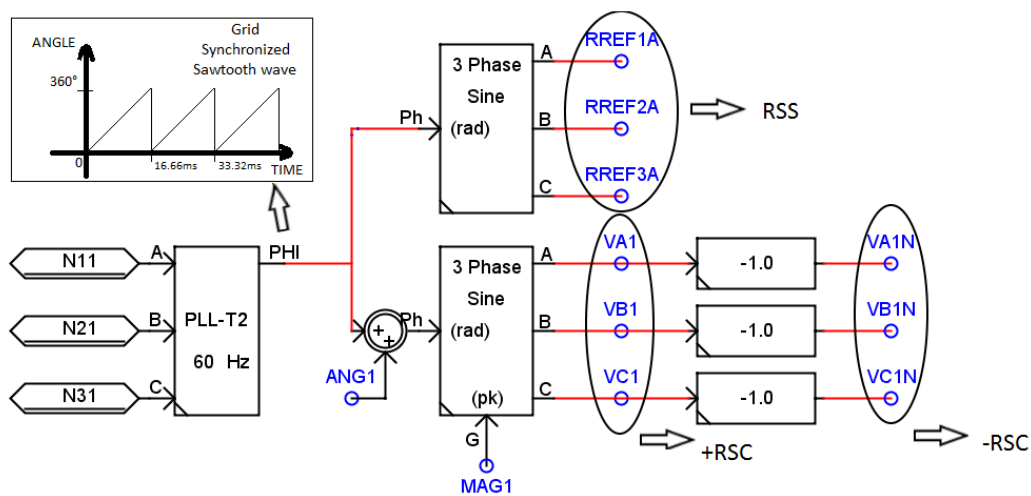 Grid
Synchronized
Sawtooth wave
ANGLE
360°
0
16.66ms
33.32ms
TIME
3 Phase
Sine
(rad)
Ph
A
B
C
RREF1A
RREF2A
RREF3A
RSS
N11
N21
N31
A
B
C
PLL-T2
60 Hz
PHI
ANG1
Ph
3 Phase
Sine
(rad)
(pk)
G
MAG1
A
B
C
VA1
VB1
VC1
-1.0
-1.0
-1.0
VA1N
VB1N
VC1N
+RSC
-RSC